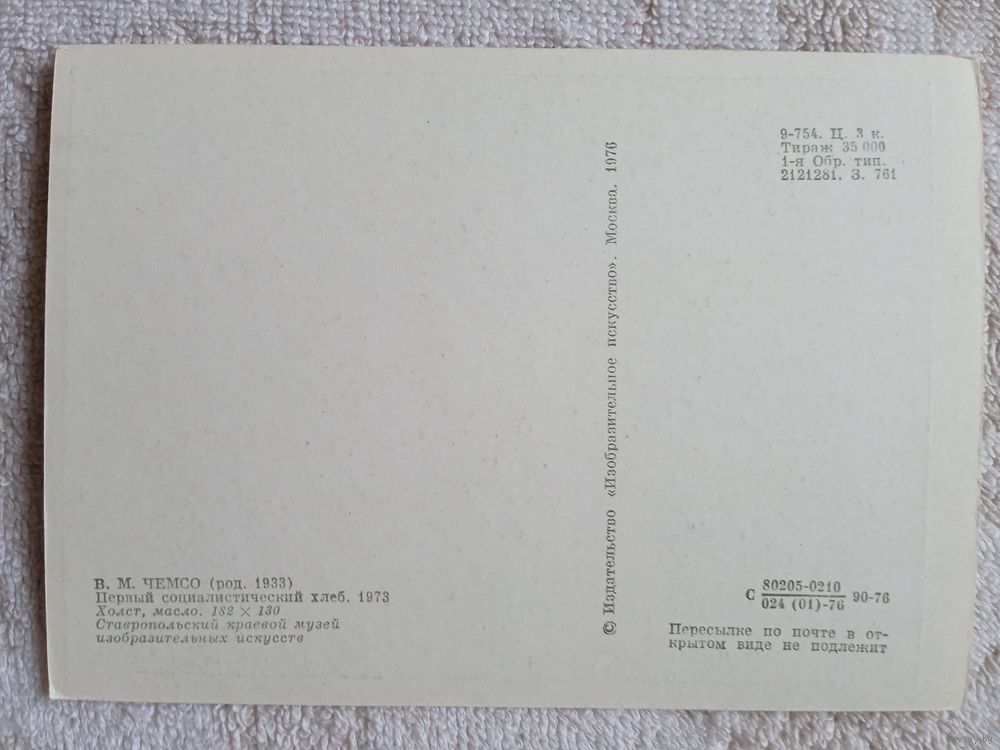 В. М. ЧЕМСО (род. 1933)
Первый социалистический хлеб. 1973
Холст, масло. 182 × 130
Ставропольский краевой музей
изобразительных искусств
© Издательство «Изобразительное искусство». Москва. 1976
9-754. Ц. 3 к.
Тираж 35 000
1-я Обр. тип.
2121281. З. 761
С 80205-0210 90-76
024 (01)-76
Пересылке по почте в от-
крытом виде не подлежит